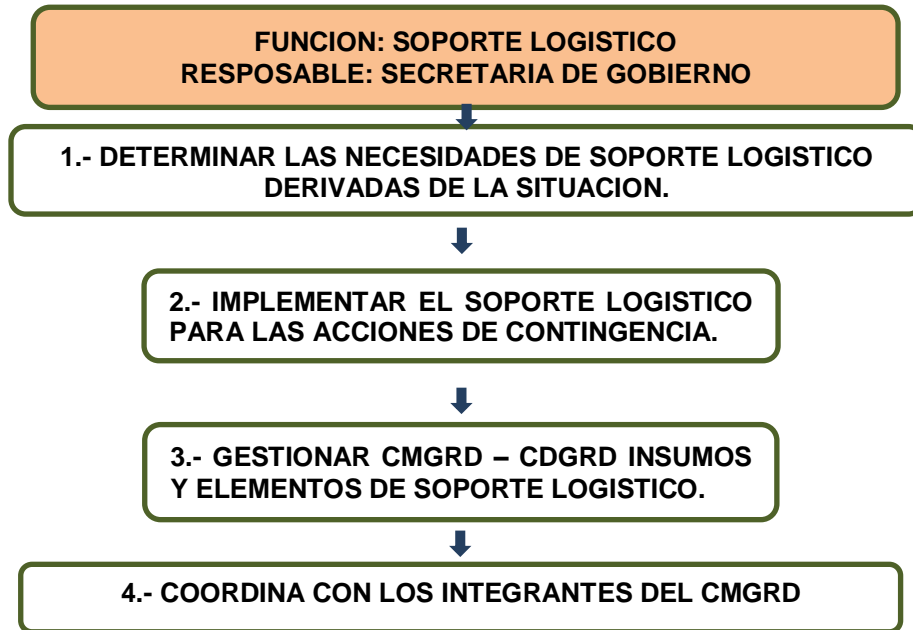 FUNCION: SOPORTE LOGISTICO
RESPOSABLE: SECRETARIA DE GOBIERNO
1.- DETERMINAR LAS NECESIDADES DE SOPORTE LOGISTICO
DERIVADAS DE LA SITUACION.
2.- IMPLEMENTAR EL SOPORTE LOGISTICO
PARA LAS ACCIONES DE CONTINGENCIA.
3.- GESTIONAR CMGRD – CDGRD INSUMOS
Y ELEMENTOS DE SOPORTE LOGISTICO.
4.- COORDINA CON LOS INTEGRANTES DEL CMGRD